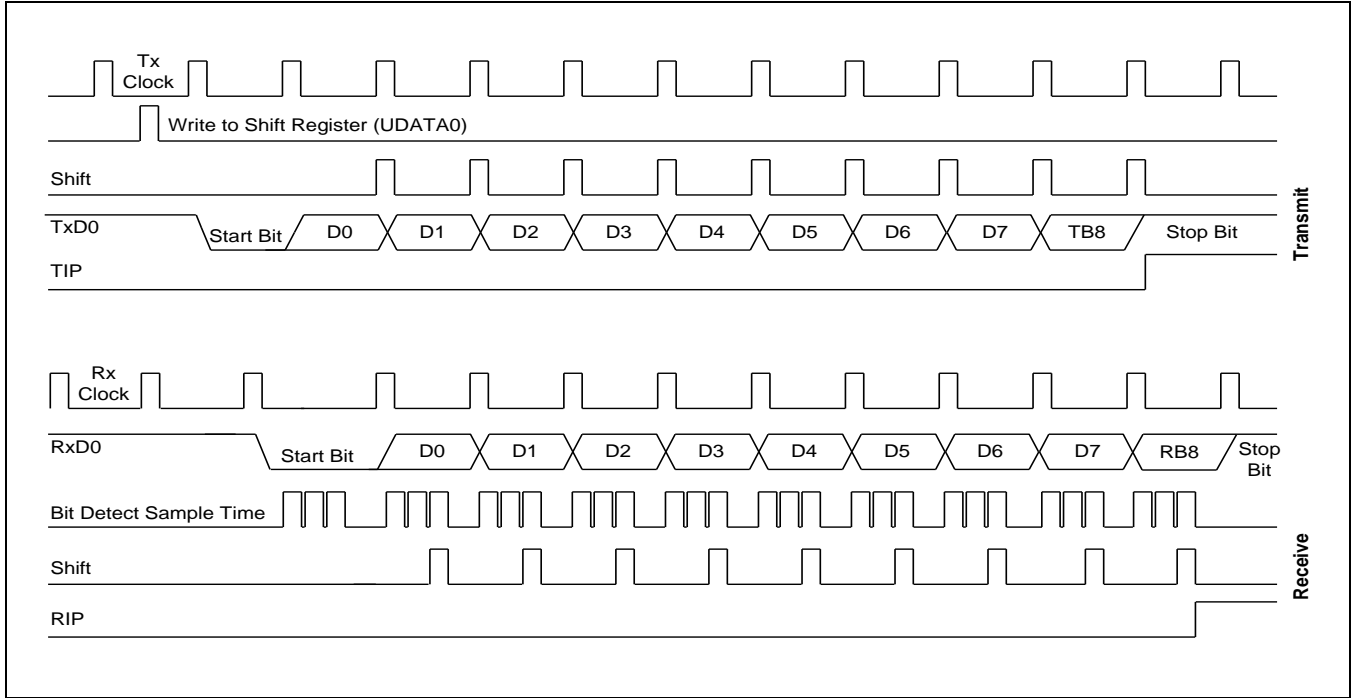 Tx
Clock
Write to Shift Register (UDATA0)
Shift
TxD0
Start Bit
D0
D1
D2
D3
D4
D5
D6
D7
TB8
Stop Bit
TIP
Transmit
Rx
Clock
RxD0
Start Bit
D0
D1
D2
D3
D4
D5
D6
D7
RB8
Stop
Bit
Bit Detect Sample Time
Shift
RIP
Receive